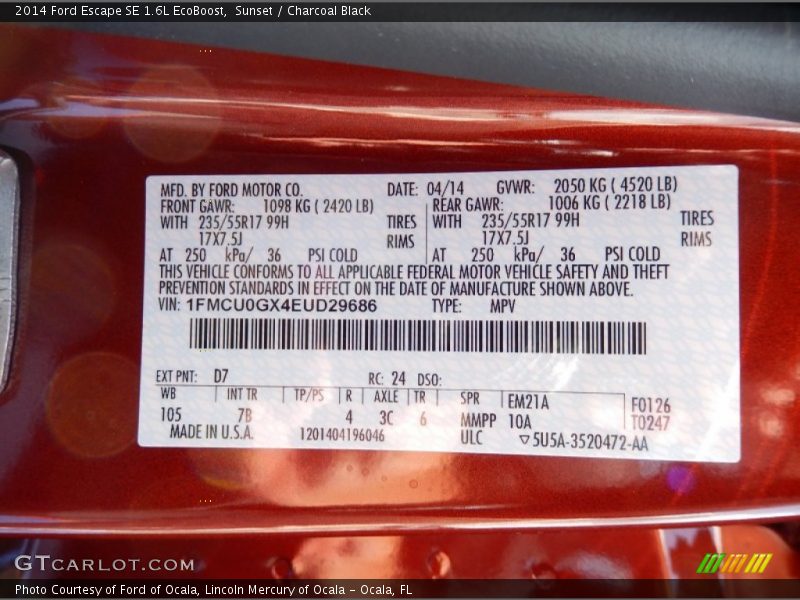 2014 Ford Escape SE 1.6L EcoBoost, Sunset / Charcoal Black
MFD. BY FORD MOTOR CO. DATE: 04/14 GVWR: 2050 KG ( 4520 LB)
FRONT GAWR: 1098 KG ( 2420 LB) REAR GAWR: 1006 KG ( 2218 LB)
WITH 235/55R17 99H TIRES WITH 235/55R17 99H TIRES
17X7.5J RIMS 17X7.5J RIMS
AT 250 kPa/ 36 PSI COLD AT 250 kPa/ 36 PSI COLD
THIS VEHICLE CONFORMS TO ALL APPLICABLE FEDERAL MOTOR VEHICLE SAFETY AND THEFT
PREVENTION STANDARDS IN EFFECT ON THE DATE OF MANUFACTURE SHOWN ABOVE.
VIN: 1FMCU0GX4EUD29686 TYPE: MPV
EXT PNT: D7 RC: 24 DSO:
WB INT TR TP/PS R AXLE TR SPR EM21A F0126
105 7B 4 3C 6 MMPP 10A T0247
MADE IN U.S.A. 1201404196046 ULC 5U5A-3520472-AA
GTCARLOT.COM
Photo Courtesy of Ford of Ocala, Lincoln Mercury of Ocala – Ocala, FL